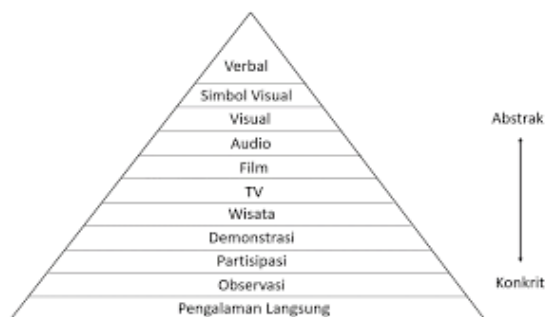 Verbal
Simbol Visual
Visual
Audio
Film
TV
Wisata
Demonstrasi
Partisipasi
Observasi
Pengalaman Langsung
Abstrak
Konkrit